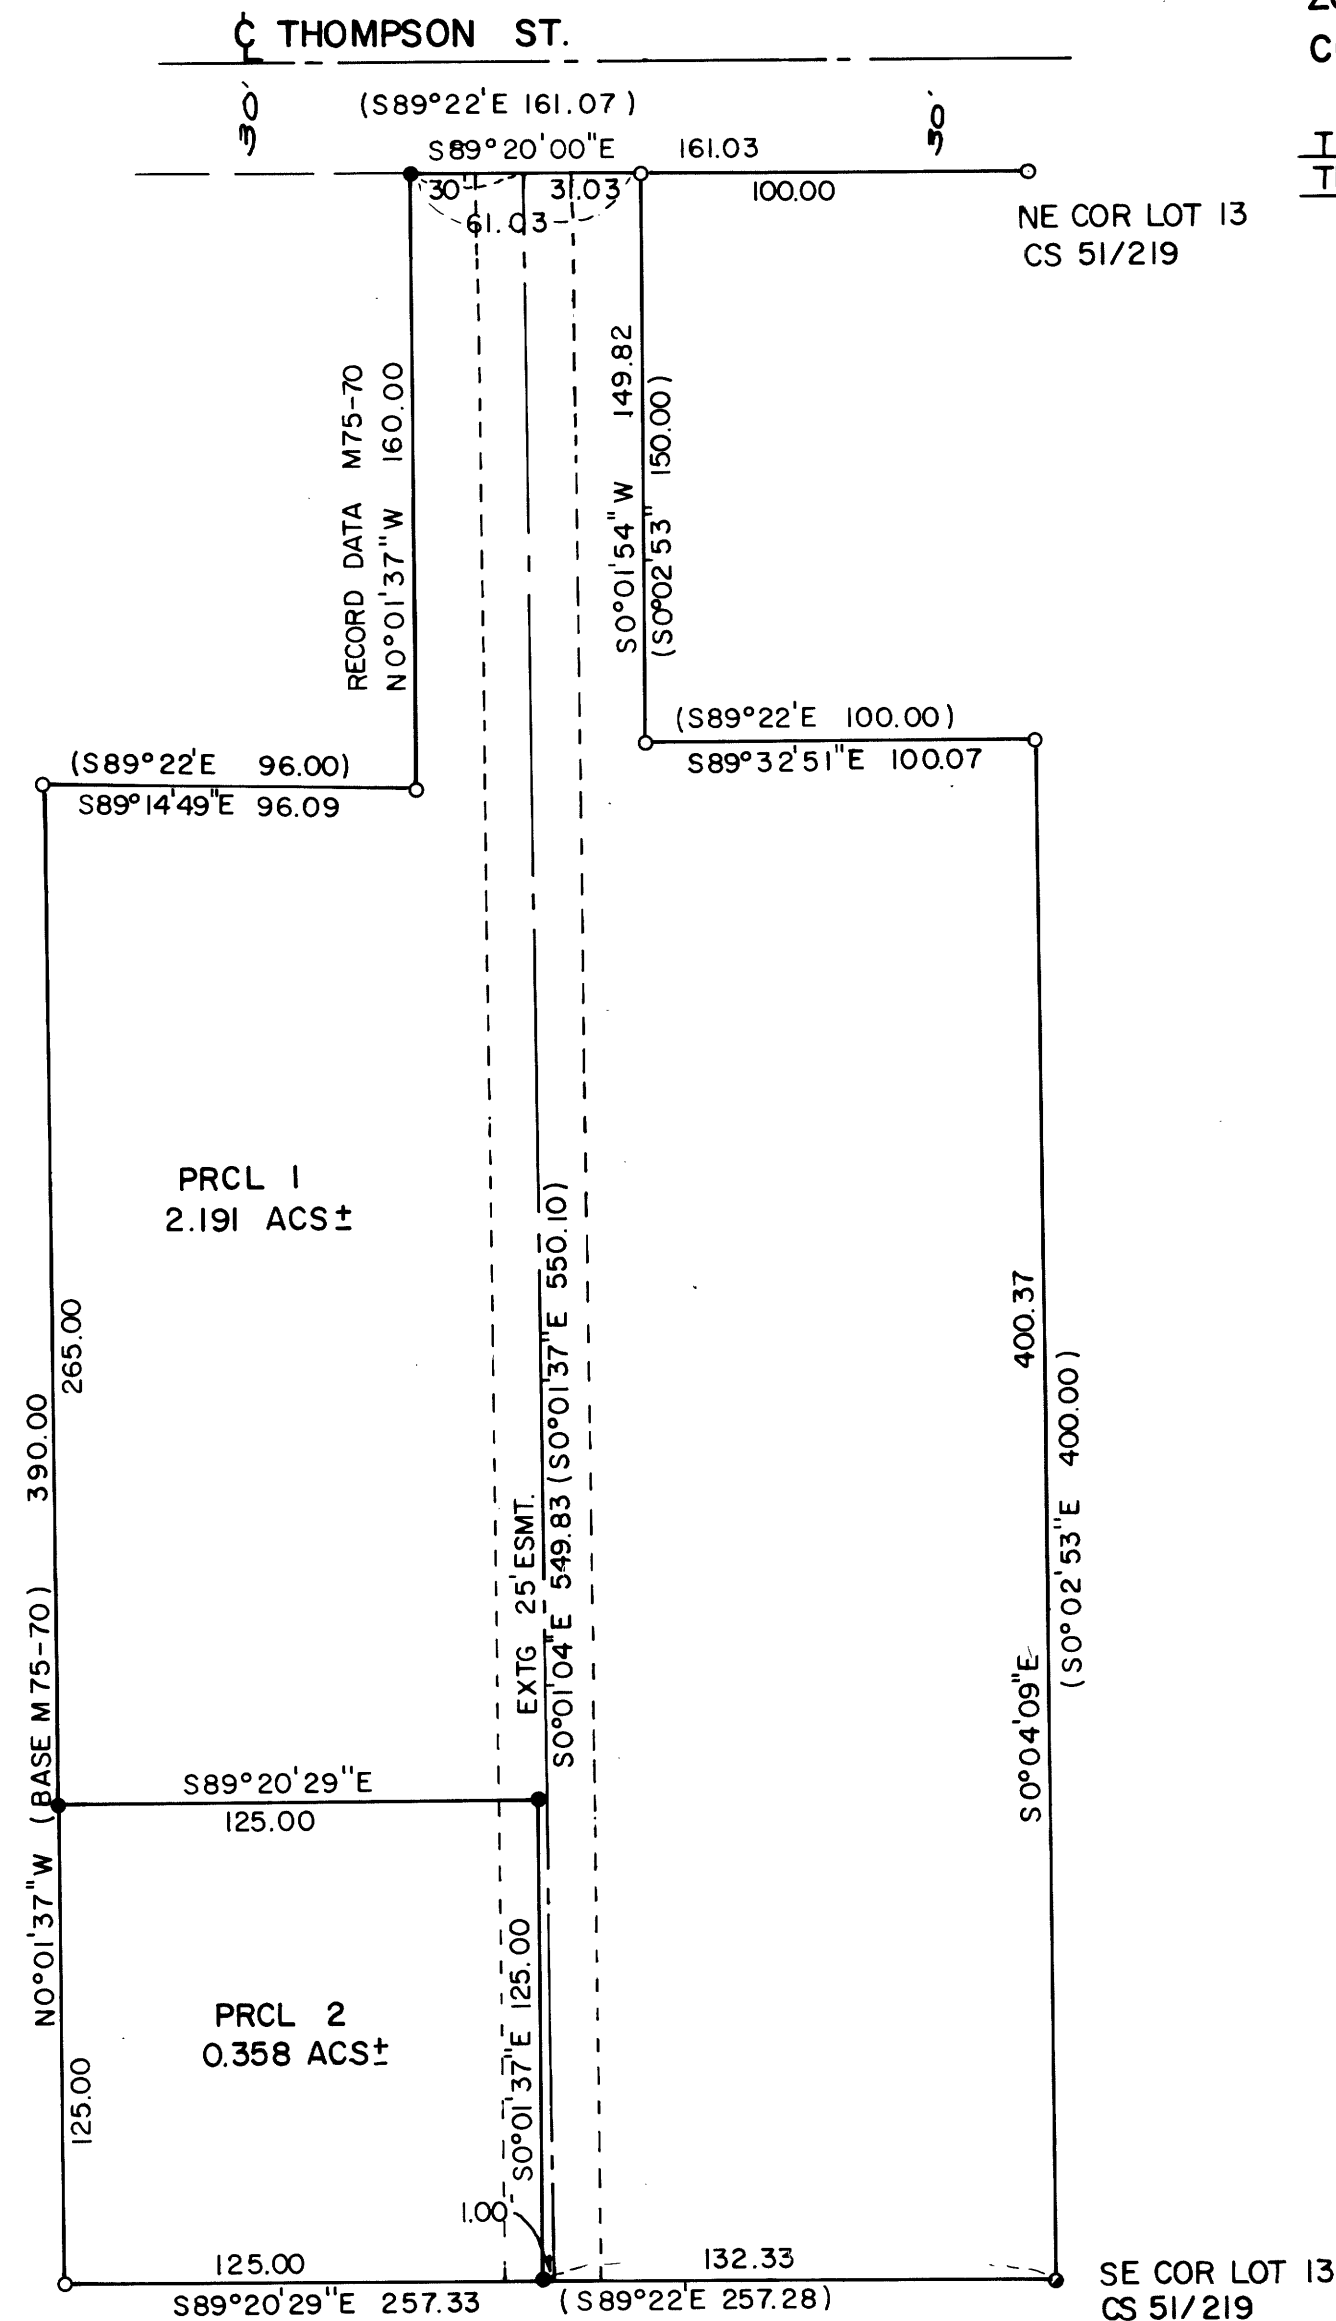 ℄ THOMPSON ST.
30'
(S89°22'E 161.07)
30'
S89°20'00"E 161.03
30'
31.03
100.00
61.03
NE COR LOT 13
CS 51/219
RECORD DATA M75-70
N0°01'37"W 160.00
S0°01'54"W 149.82
(S0°02'53" 150.00)
(S89°22'E 100.00)
S89°32'51"E 100.07
(S89°22'E 96.00)
S89°14'49"E 96.09
PRCL 1
2.191 ACS±
265.00
N0°01'37"W (BASE M75-70) 390.00
EXTG 25' ESMT.
S0°01'04"E 549.83 (S0°01'37"E 550.10)
S0°04'09"E 400.37
(S0°02'53"E 400.00)
S89°20'29"E
125.00
PRCL 2
0.358 ACS±
125.00
S0°01'37"E 125.00
1.00'
125.00
132.33
S89°20'29"E 257.33 (S89°22'E 257.28)
SE COR LOT 13
CS 51/219